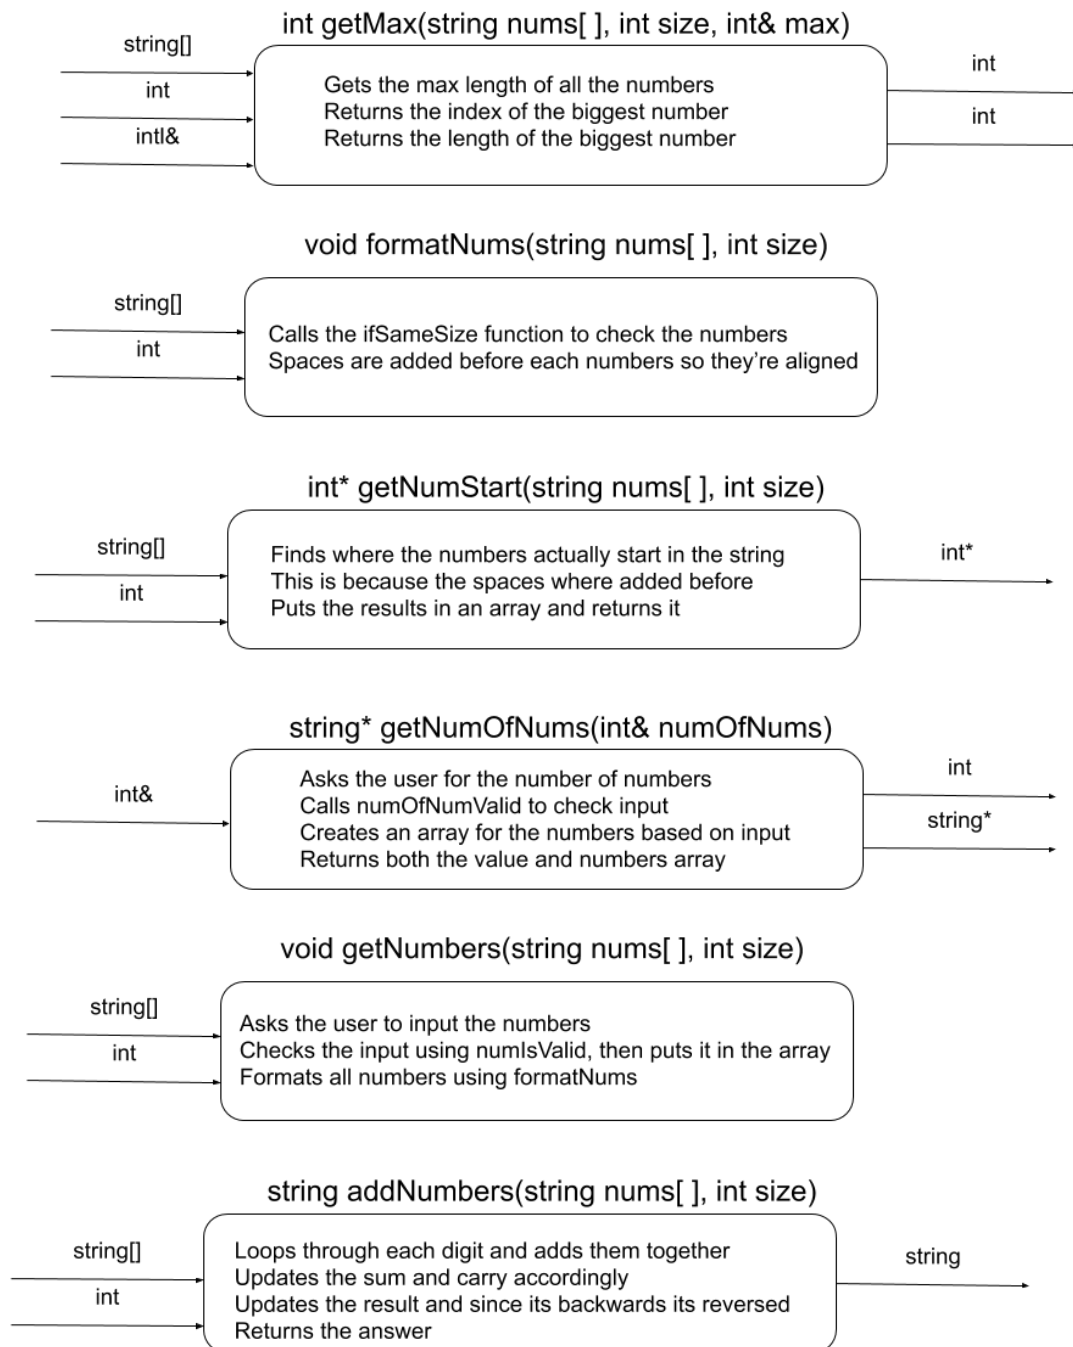 int getMax(string nums[ ], int size, int& max)
string[]
int
intl&
Gets the max length of all the numbers
Returns the index of the biggest number
Returns the length of the biggest number
int
int
void formatNums(string nums[ ], int size)
string[]
int
Calls the ifSameSize function to check the numbers
Spaces are added before each numbers so they're aligned
int* getNumStart(string nums[ ], int size)
string[]
int
Finds where the numbers actually start in the string
This is because the spaces where added before
Puts the results in an array and returns it
int*
string* getNumOfNums(int& numOfNums)
int&
Asks the user for the number of numbers
Calls numOfNumValid to check input
Creates an array for the numbers based on input
Returns both the value and numbers array
int
string*
void getNumbers(string nums[ ], int size)
string[]
int
Asks the user to input the numbers
Checks the input using numIsValid, then puts it in the array
Formats all numbers using formatNums
string addNumbers(string nums[ ], int size)
string[]
int
Loops through each digit and adds them together
Updates the sum and carry accordingly
Updates the result and since its backwards its reversed
Returns the answer
string